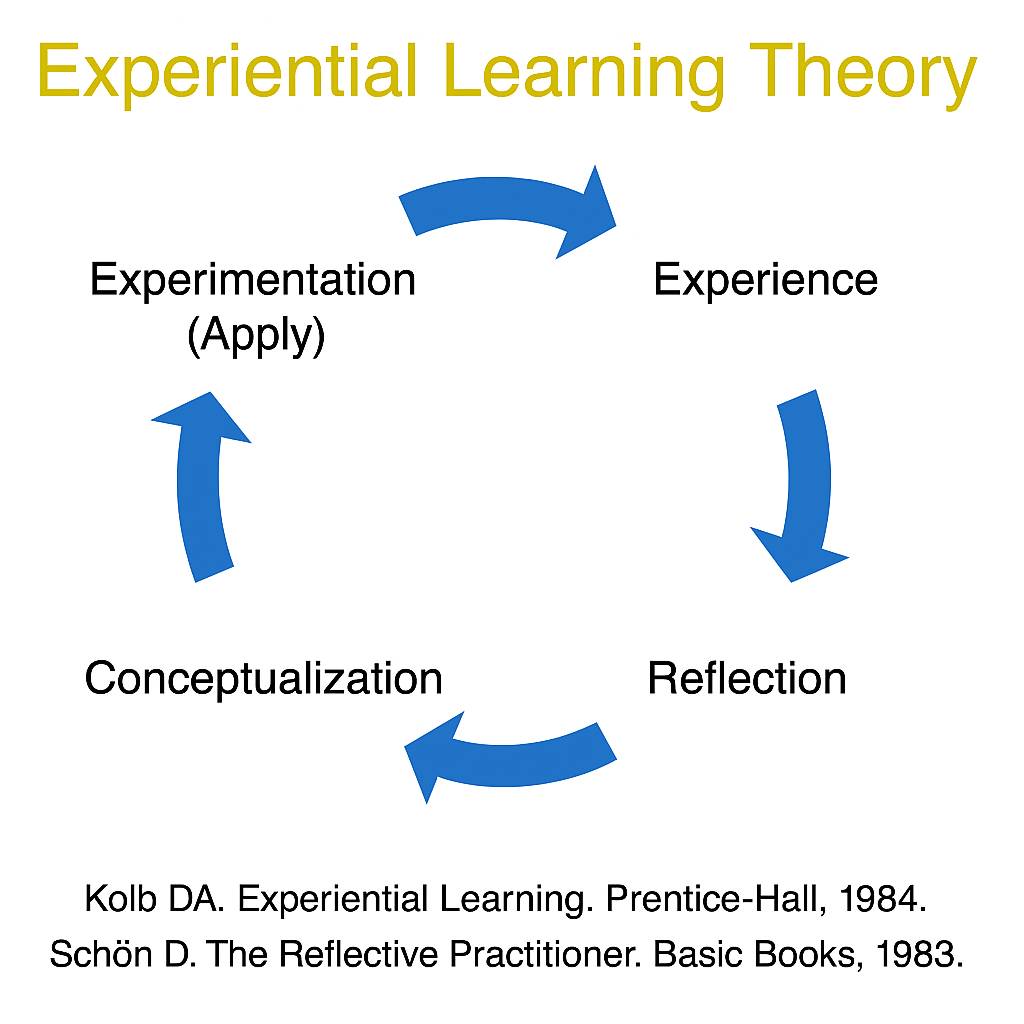 Experiential Learning Theory
Experimentation
(Apply)
Experience
Conceptualization
Reflection
Kolb DA. Experiential Learning. Prentice-Hall, 1984.
Schön D. The Reflective Practitioner. Basic Books, 1983.